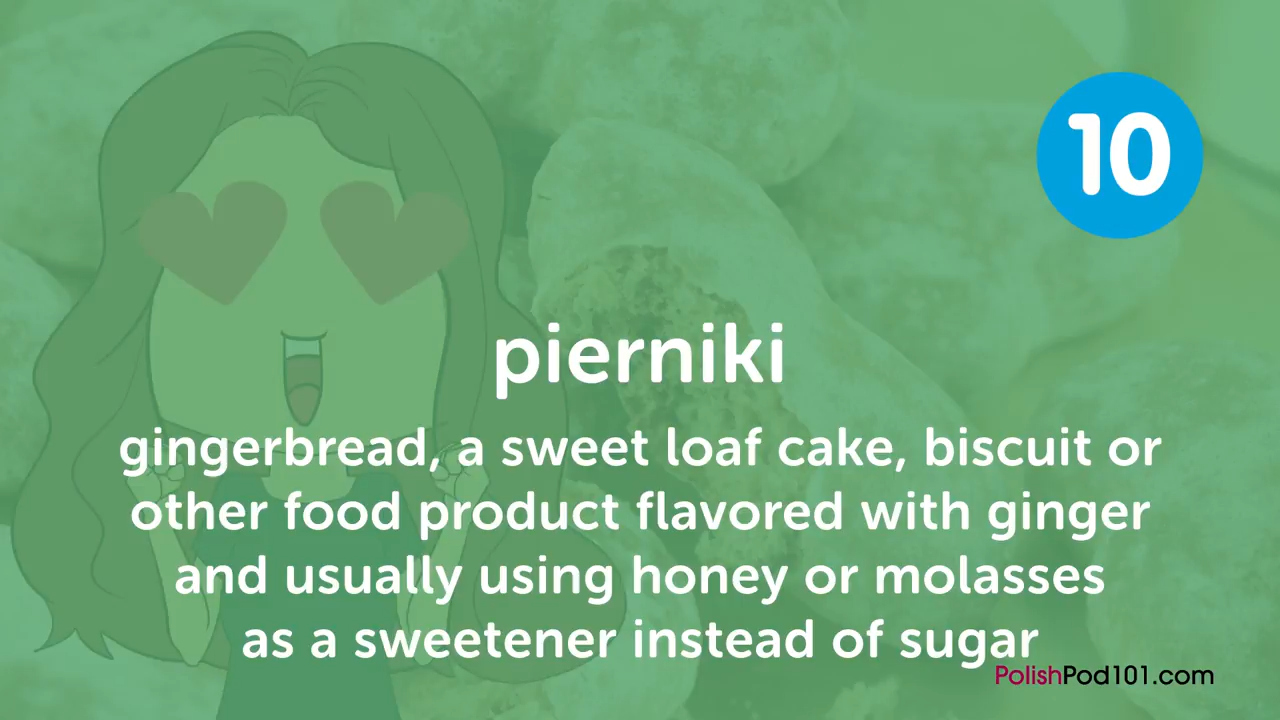 10
pierniki
gingerbread, a sweet loaf cake, biscuit or
other food product flavored with ginger
and usually using honey or molasses
as a sweetener instead of sugar
PolishPod101.com